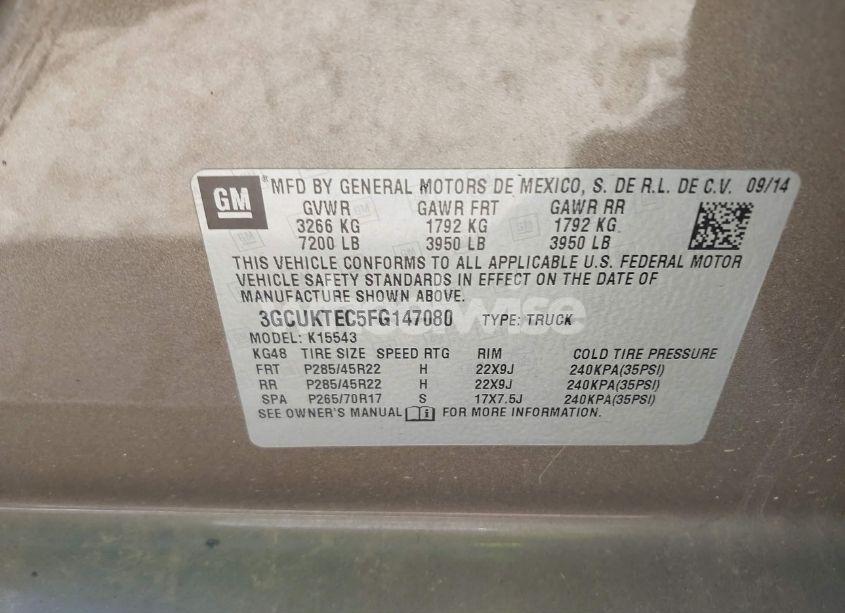 GM ® MFD BY GENERAL MOTORS DE MEXICO, S. DE R.L. DE C.V. 09/14
GVWR GAWR FRT GAWR RR
3266 KG 1792 KG 1792 KG
7200 LB 3950 LB 3950 LB
THIS VEHICLE CONFORMS TO ALL APPLICABLE U.S. FEDERAL MOTOR
VEHICLE SAFETY STANDARDS IN EFFECT ON THE DATE OF
MANUFACTURE SHOWN ABOVE.
3GCUKTEC5FG147080 TYPE: TRUCK
MODEL: K15543
KG48 TIRE SIZE SPEED RTG RIM COLD TIRE PRESSURE
FRT P285/45R22 H 22X9J 240KPA(35PSI)
RR P285/45R22 H 22X9J 240KPA(35PSI)
SPA P265/70R17 S 17X7.5J 240KPA(35PSI)
SEE OWNER'S MANUAL FOR MORE INFORMATION.